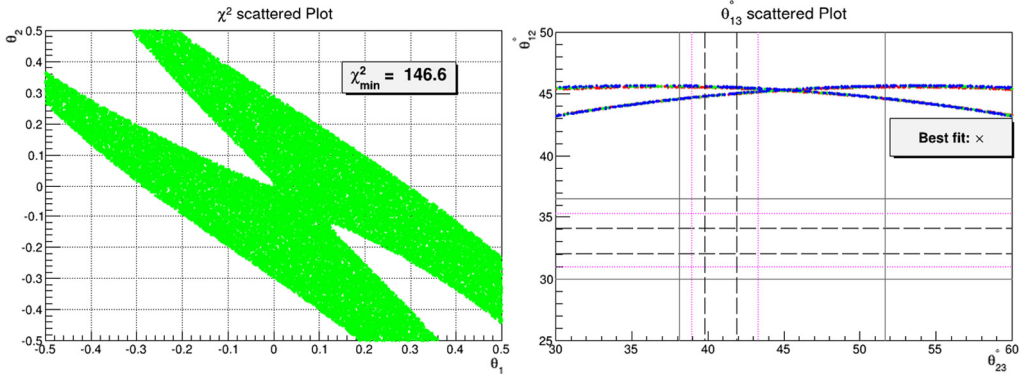 χ² scattered Plot
θ₂
0.5
0.4
0.3
0.2
0.1
0
-0.1
-0.2
-0.3
-0.4
-0.5
χ²min = 146.6
-0.5 -0.4 -0.3 -0.2 -0.1 0 0.1 0.2 0.3 0.4 0.5
θ₁
θ°₁₃ scattered Plot
θ°₁₂
50
45
40
35
30
25
Best fit: ×
30 35 40 45 50 55 60
θ°₂₃